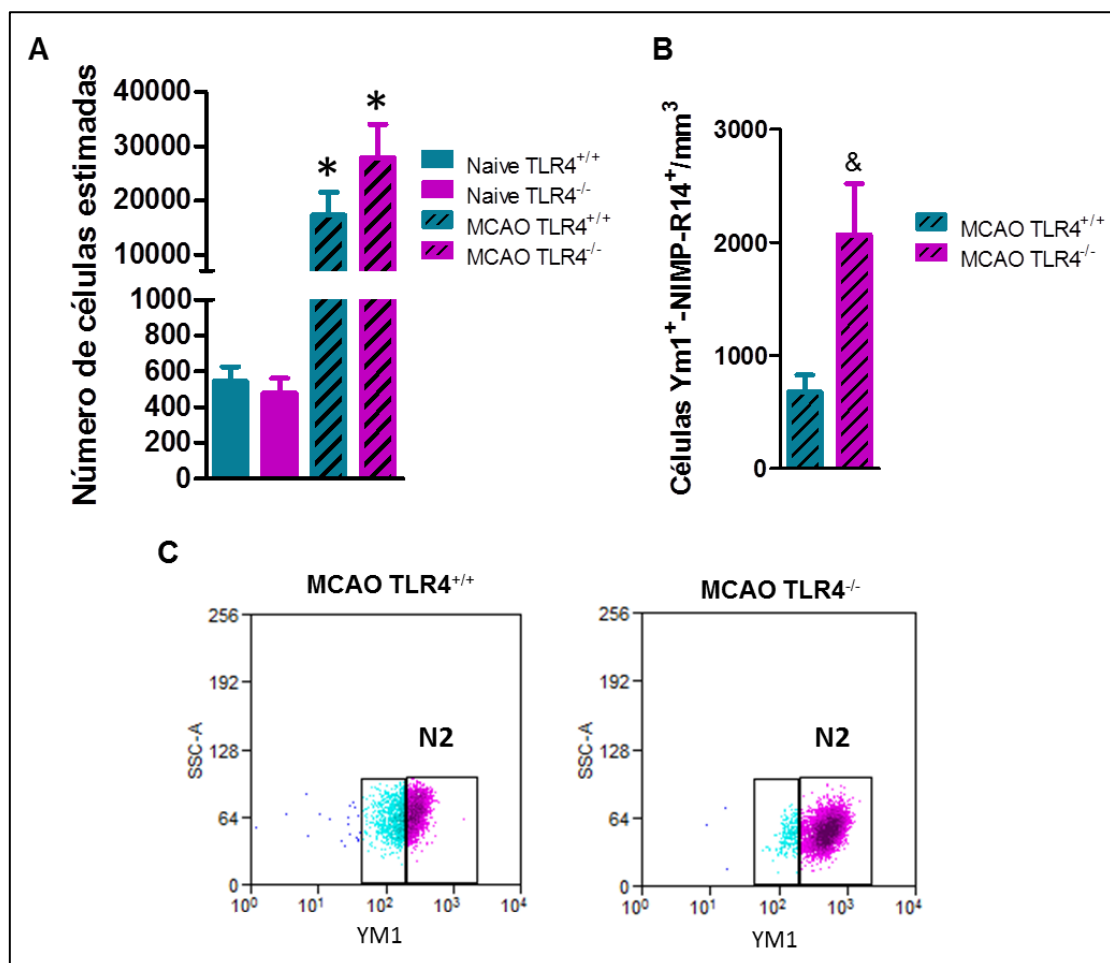 A
Número de células estimadas
40000
30000
20000
10000
1000
800
600
400
200
0
*
*
Naive TLR4+/+
Naive TLR4-/-
MCAO TLR4+/+
MCAO TLR4-/-
B
Células Ym1+-NIMP-R14+/mm3
3000
2000
1000
0
&
MCAO TLR4+/+
MCAO TLR4-/-
C
MCAO TLR4+/+
256
192
128
64
0
SSC-A
N2
100 101 102 103 104
YM1
MCAO TLR4-/-
256
192
128
64
0
SSC-A
N2
100 101 102 103 104
YM1